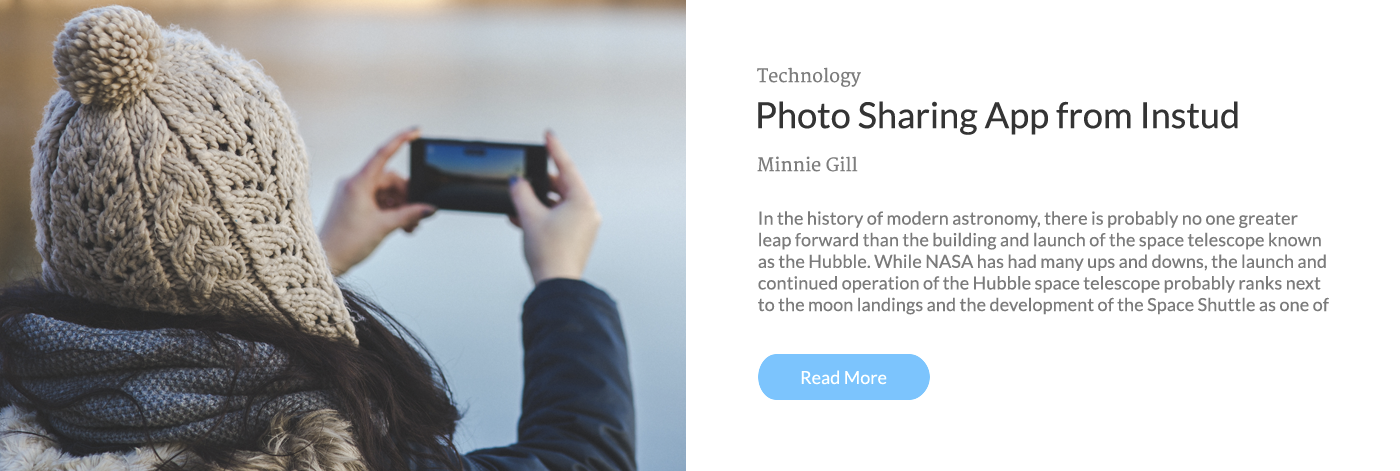 Technology
Photo Sharing App from Instud
Minnie Gill
In the history of modern astronomy, there is probably no one greater
leap forward than the building and launch of the space telescope known
as the Hubble. While NASA has had many ups and downs, the launch and
continued operation of the Hubble space telescope probably ranks next
to the moon landings and the development of the Space Shuttle as one of
Read More